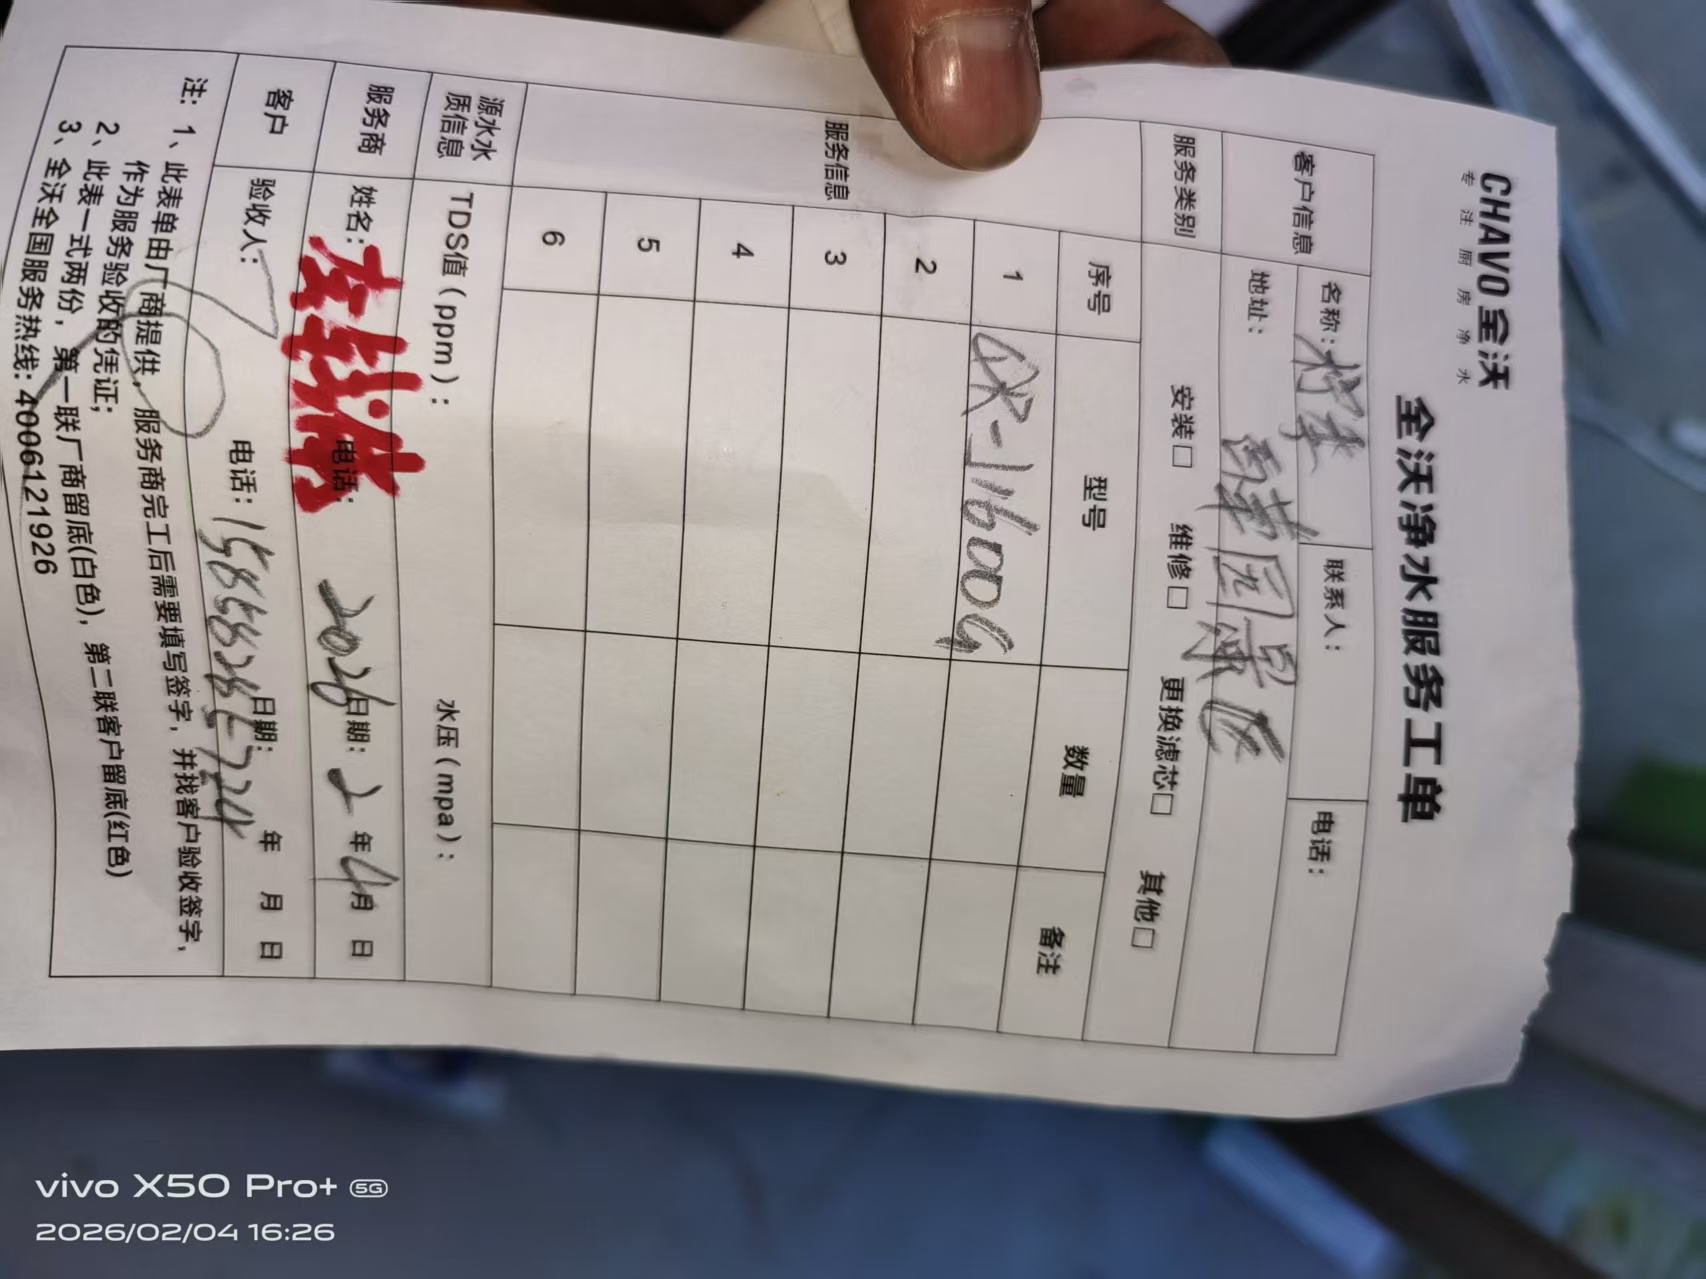 CHAVO 全沃
专注厨房净水
全沃净水服务工单
客户信息 名称: 联系人: 电话:
地址:
服务类别 安装□ 维修□ 更换滤芯□ 其他□
服务信息 序号 型号 数量 备注
1 CR-J1600G
2
3
4
5
6
源水水质信息 TDS值(ppm): 水压(mpa):
服务商 姓名: 电话: 日期: 2026 2年4月 日
客户 验收人: 电话: 日期: 年 月 日
注: 1、此表单由厂商提供,服务商完工后需要填写签字,并找客户验收签字,
作为服务验收的凭证;
2、此表一式两份,第一联厂商留底(白色),第二联客户留底(红色)
3、全沃全国服务热线:4006121926
vivo X50 Pro+ 5G
2026/02/04 16:26